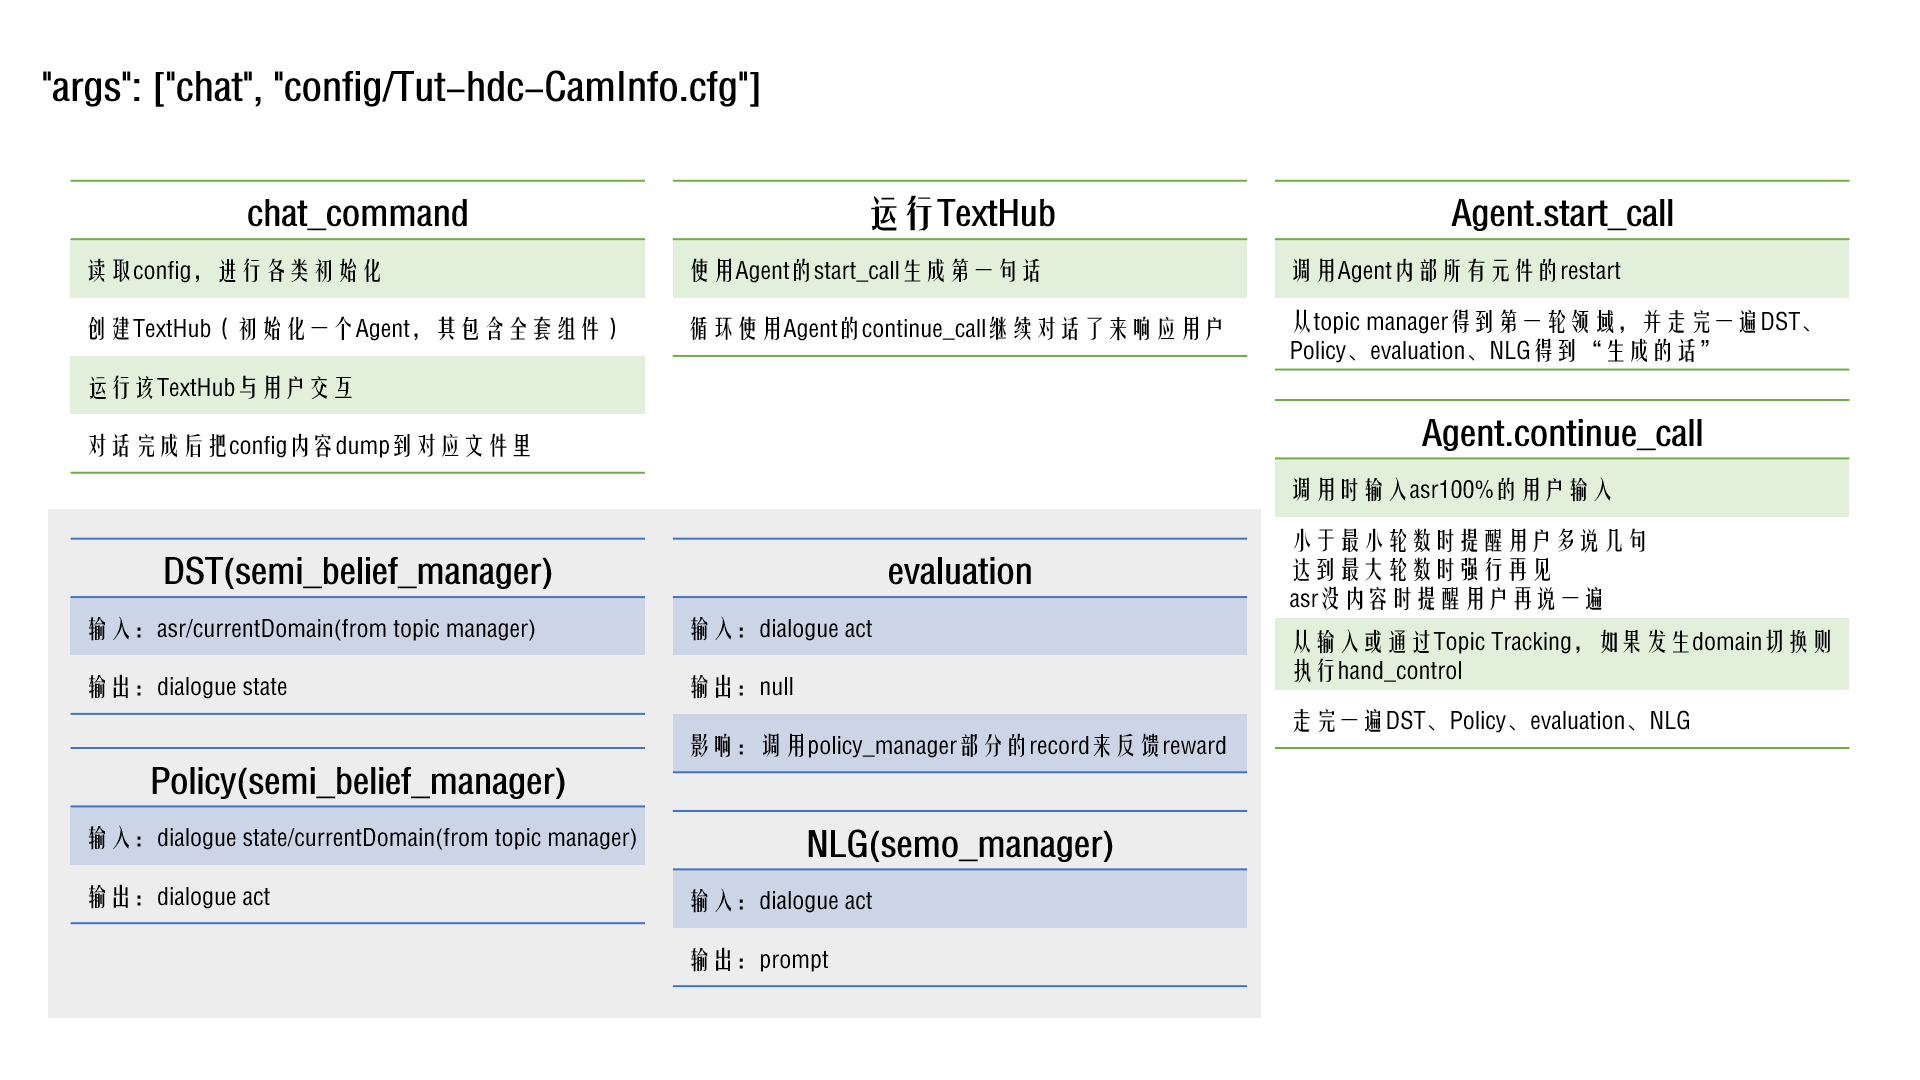 "args": ["chat", "config/Tut-hdc-CamInfo.cfg"]
chat_command
读取config，进行各类初始化
创建TextHub（初始化一个Agent，其包含全套组件）
运行该TextHub与用户交互
对话完成后把config内容dump到对应文件里
运行TextHub
使用Agent的start_call生成第一句话
循环使用Agent的continue_call继续对话了来响应用户
Agent.start_call
调用Agent内部所有元件的restart
从topic manager得到第一轮领域，并走完一遍DST、
Policy、evaluation、NLG得到“生成的话”
Agent.continue_call
调用时输入asr100%的用户输入
小于最小轮数时提醒用户多说几句
达到最大轮数时强行再见
asr没内容时提醒用户再说一遍
从输入或通过Topic Tracking，如果发生domain切换则
执行hand_control
走完一遍DST、Policy、evaluation、NLG
DST(semi_belief_manager)
输入：asr/currentDomain(from topic manager)
输出：dialogue state
Policy(semi_belief_manager)
输入：dialogue state/currentDomain(from topic manager)
输出：dialogue act
evaluation
输入：dialogue act
输出：null
影响：调用policy_manager部分的record来反馈reward
NLG(semo_manager)
输入：dialogue act
输出：prompt